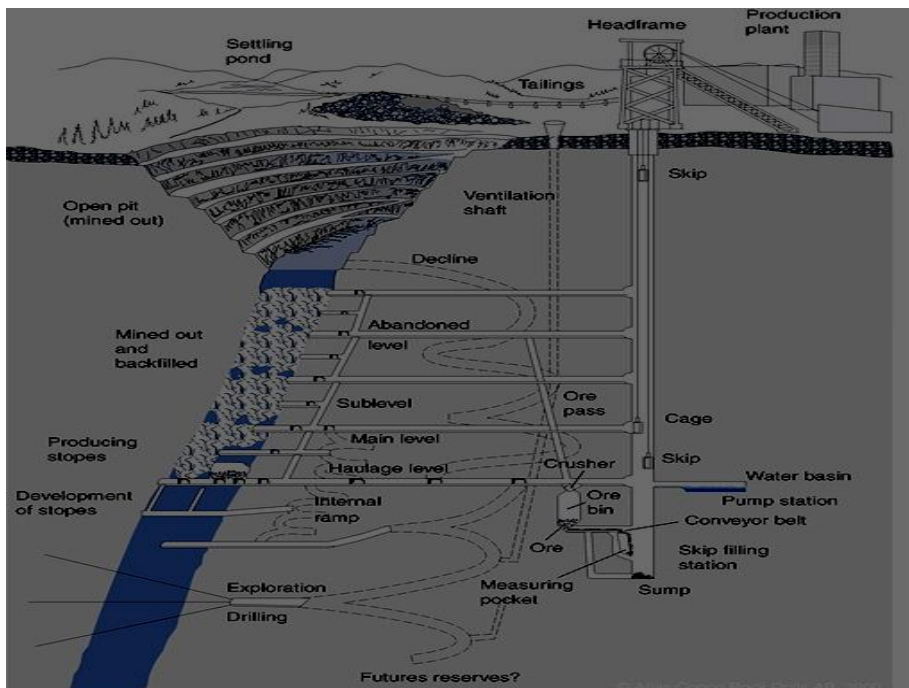 Headframe
Production
plant
Settling
pond
Tailings
Skip
Ventilation
shaft
Open pit
(mined out)
Decline
Mined out
and
backfilled
Abandoned
level
Ore
pass
Sublevel
Cage
Main level
Producing
stopes
Haulage level
Crusher
Skip
Water basin
Development
of stopes
Internal
ramp
Ore
bin
Pump station
Conveyor belt
Ore
Skip filling
station
Measuring
pocket
Sump
Exploration
Drilling
Futures reserves?